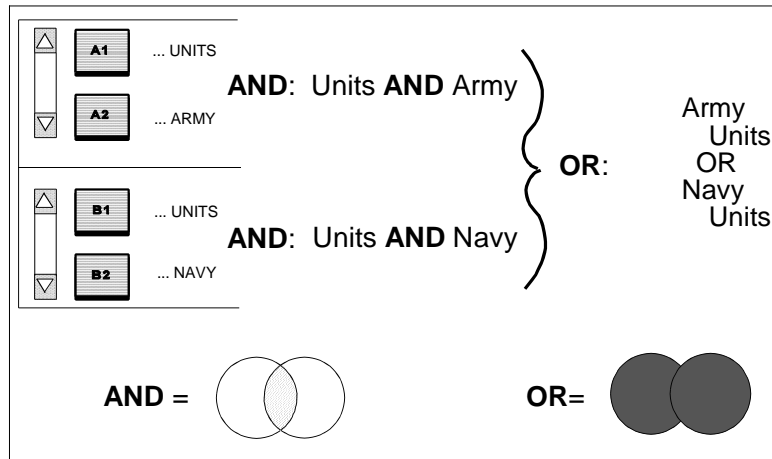 A1 ... UNITS
AND: Units AND Army
A2 ... ARMY
B1 ... UNITS
AND: Units AND Navy
B2 ... NAVY
OR:
Army
Units
OR
Navy
Units
AND =
OR=